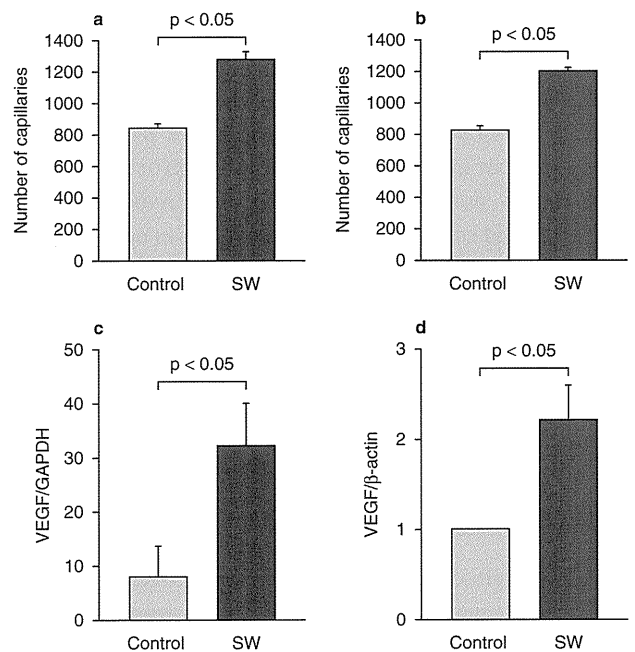 a
p < 0.05
1400
1200
1000
800
600
400
200
0
Number of capillaries
Control SW
b
p < 0.05
1400
1200
1000
800
600
400
200
0
Number of capillaries
Control SW
c
p < 0.05
50
40
30
20
10
0
VEGF/GAPDH
Control SW
d
p < 0.05
3
2
1
0
VEGF/β-actin
Control SW